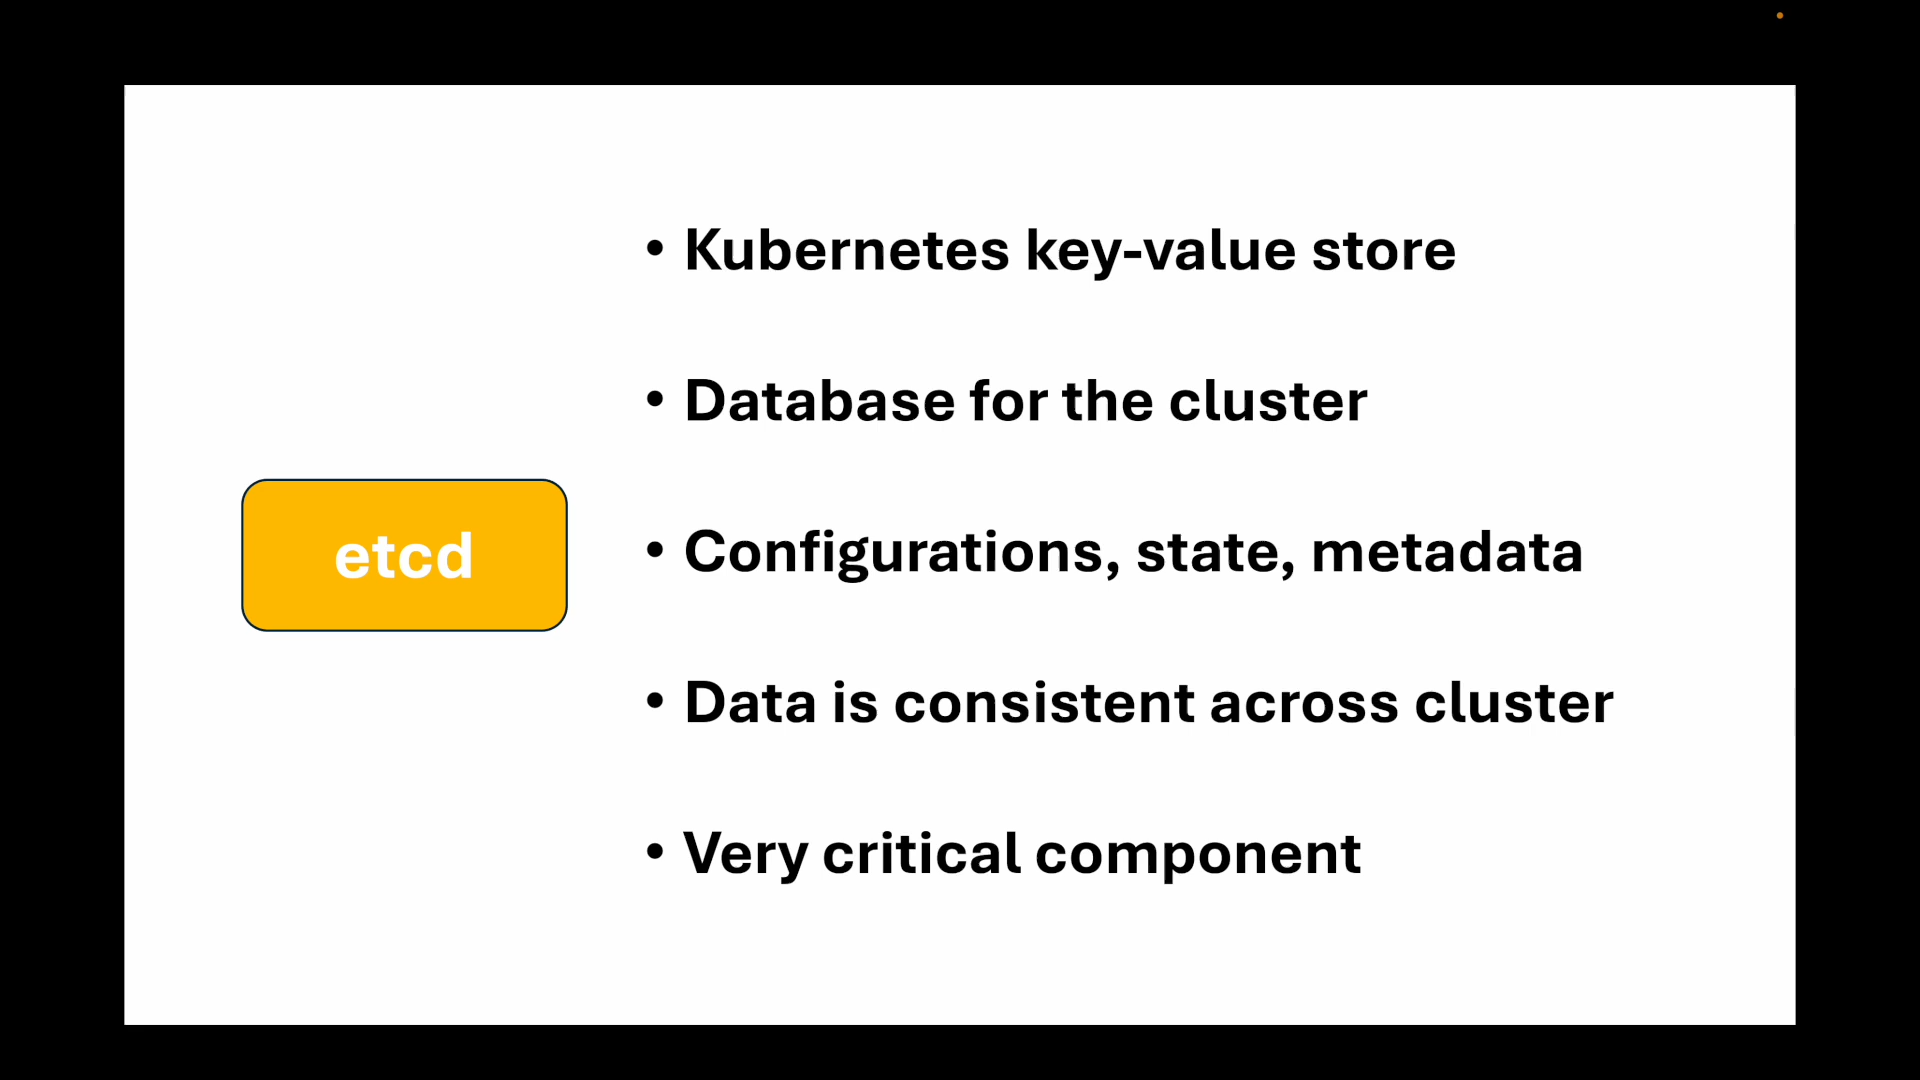 • Kubernetes key-value store
• Database for the cluster
etcd
• Configurations, state, metadata
• Data is consistent across cluster
• Very critical component